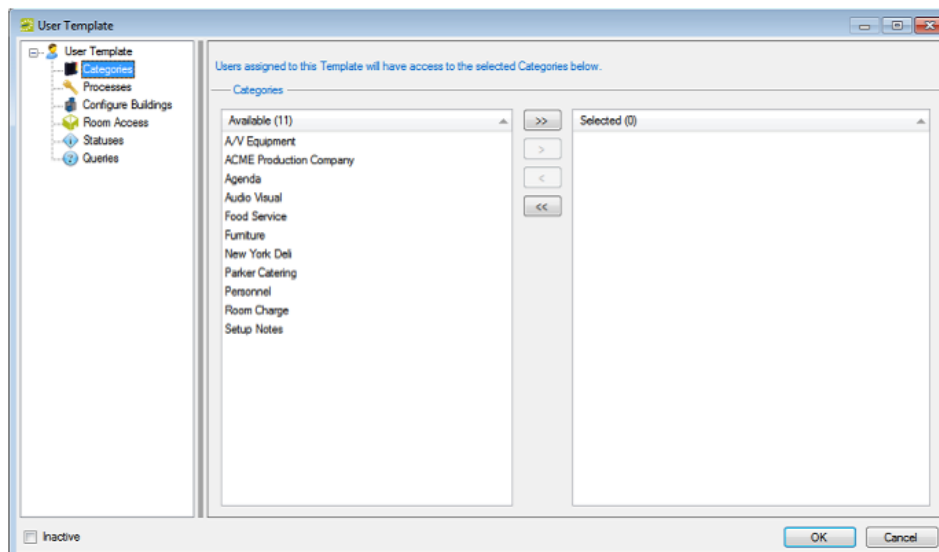 User Template
User Template
Categories
Processes
Configure Buildings
Room Access
Statuses
Queries
Users assigned to this Template will have access to the selected Categories below.
Categories
Available (11)
A/V Equipment
ACME Production Company
Agenda
Audio Visual
Food Service
Furniture
New York Deli
Parker Catering
Personnel
Room Charge
Setup Notes
>>
>
<
<<
Selected (0)
Inactive
OK
Cancel